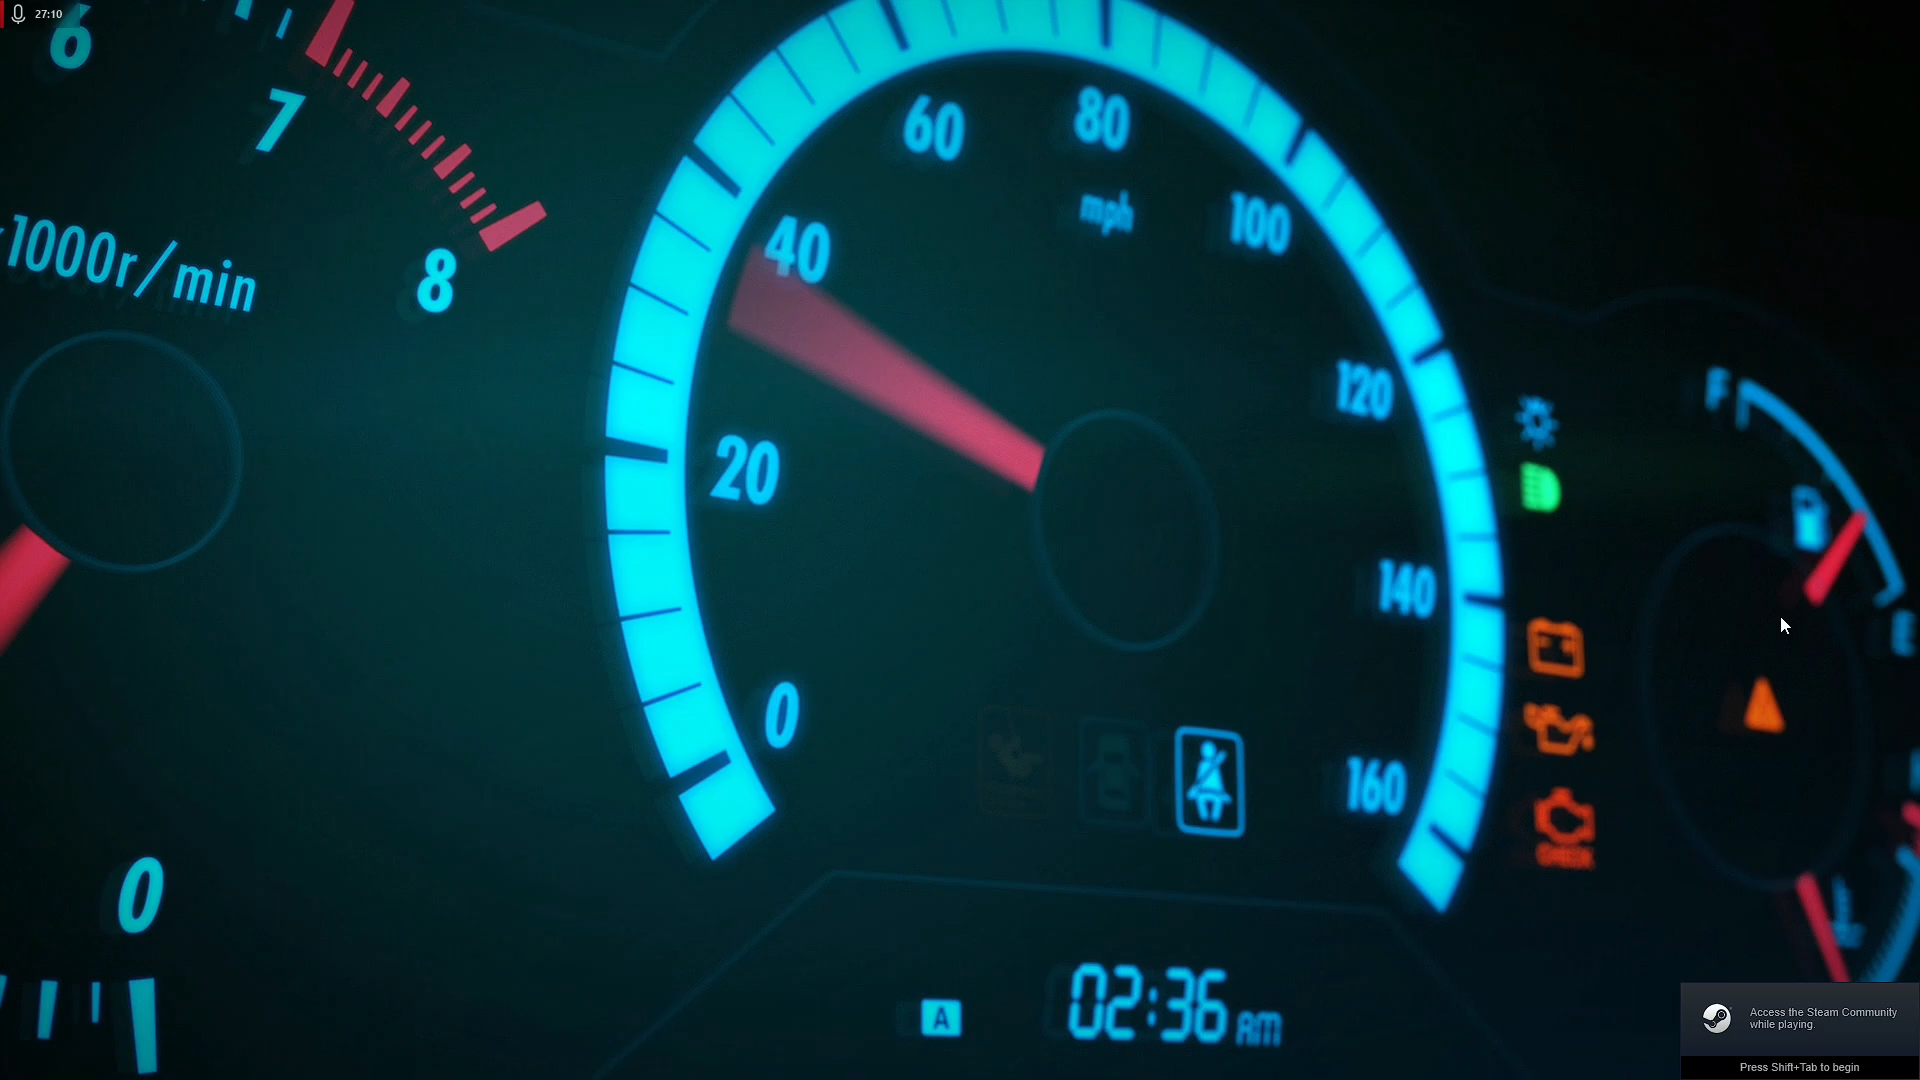 27:10
6
7
8
x1000r/min
0
60
80
mph
40
100
20
120
140
0
160
F
E
CHECK
A
02:36 AM
Access the Steam Community
while playing.
Press Shift+Tab to begin